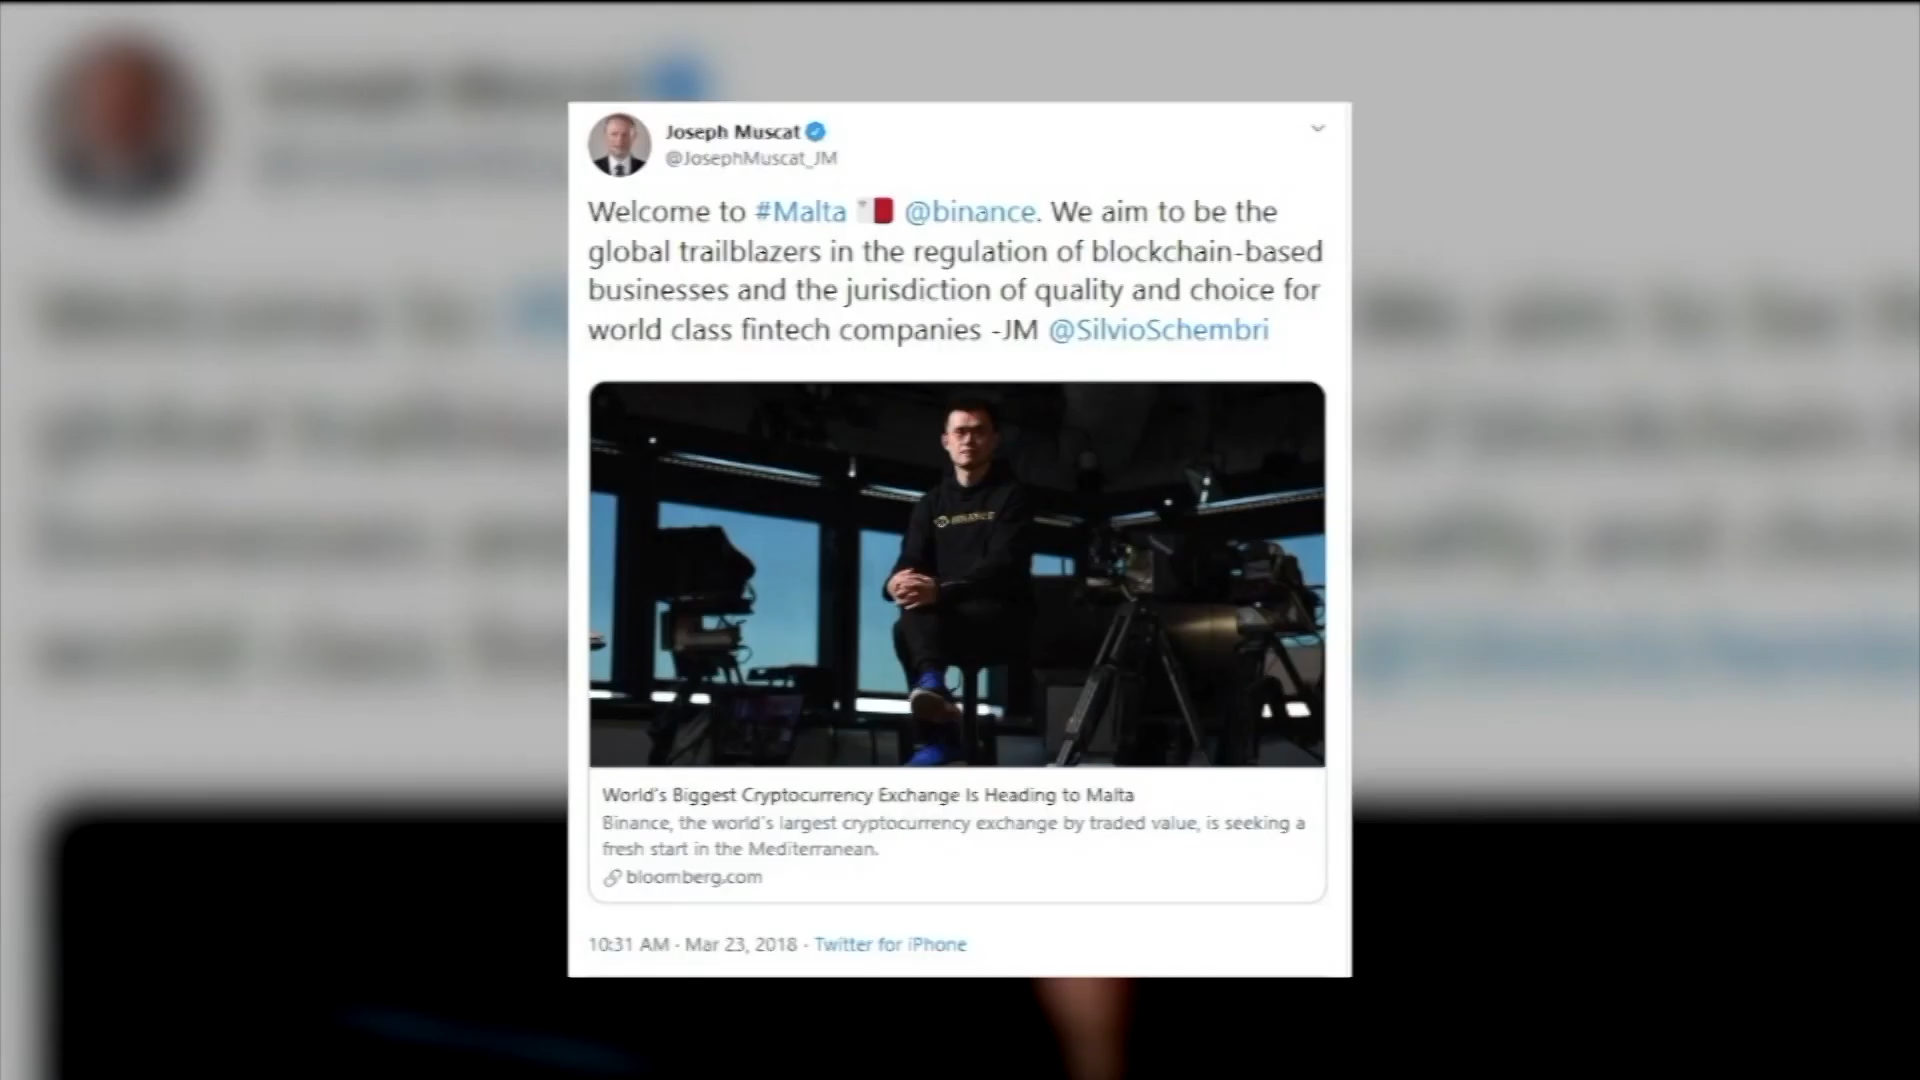 Joseph Muscat
@JosephMuscat_JM
Welcome to #Malta @binance. We aim to be the
global trailblazers in the regulation of blockchain-based
businesses and the jurisdiction of quality and choice for
world class fintech companies -JM @SilvioSchembri
BINANCE
World's Biggest Cryptocurrency Exchange Is Heading to Malta
Binance, the world's largest cryptocurrency exchange by traded value, is seeking a
fresh start in the Mediterranean.
bloomberg.com
10:31 AM · Mar 23, 2018 · Twitter for iPhone